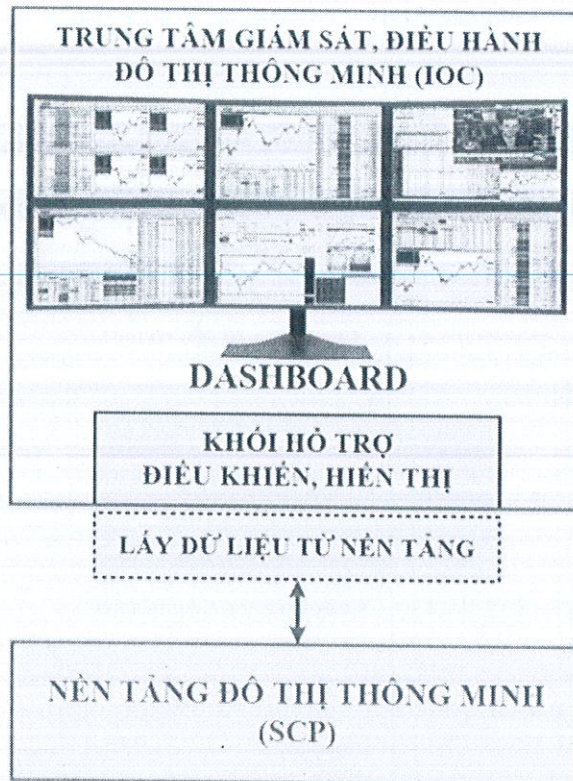 TRUNG TÂM GIÁM SÁT, ĐIỀU HÀNH
ĐÔ THỊ THÔNG MINH (IOC)
DASHBOARD
KHỐI HỖ TRỢ
ĐIỀU KHIỂN, HIỂN THỊ
LẤY DỮ LIỆU TỪ NỀN TẢNG
NỀN TẢNG ĐÔ THỊ THÔNG MINH
(SCP)